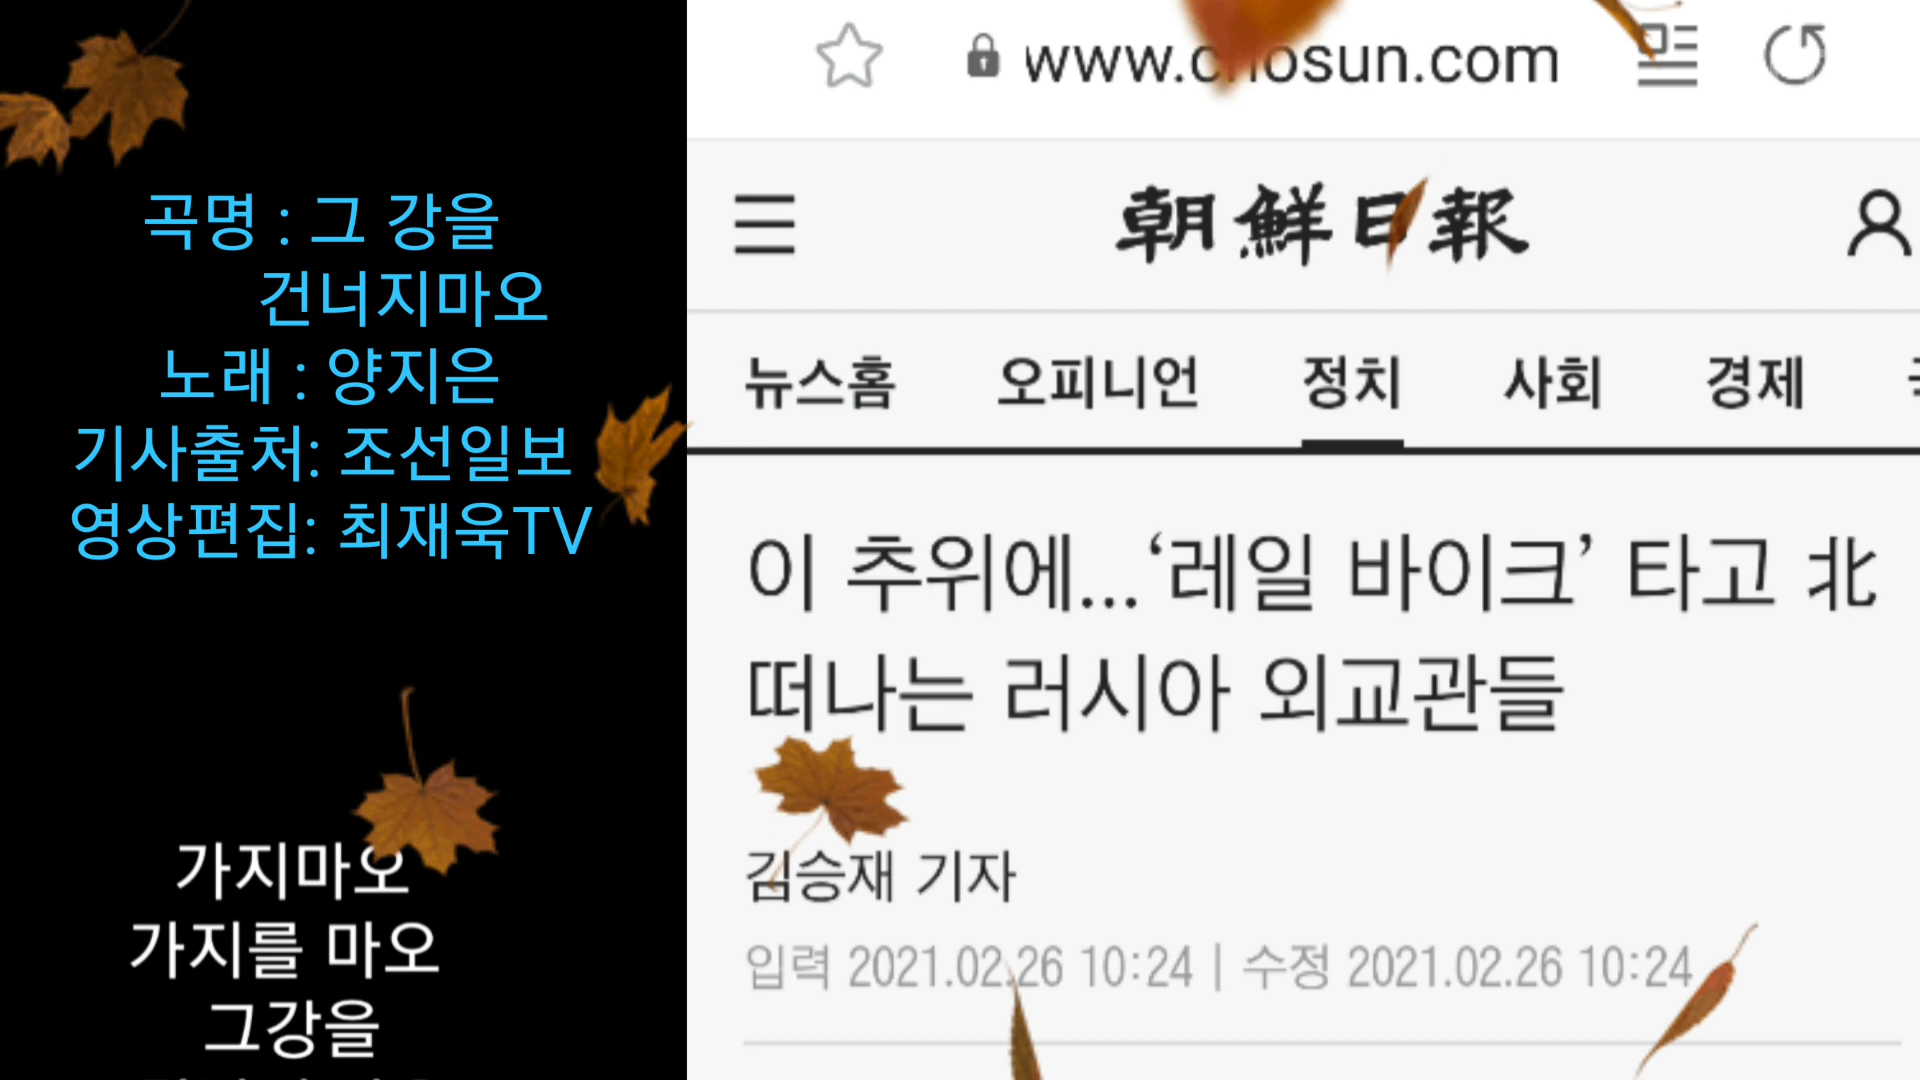 곡명 : 그 강을
건너지마오
노래 : 양지은
기사출처: 조선일보
영상편집: 최재욱TV
가지마오
가지를 마오
그강을
www.chosun.com
朝鮮日報
뉴스홈 오피니언 정치 사회 경제
이 추위에...‘레일 바이크’ 타고 北
떠나는 러시아 외교관들
김승재 기자
입력 2021.02.26 10:24 | 수정 2021.02.26 10:24